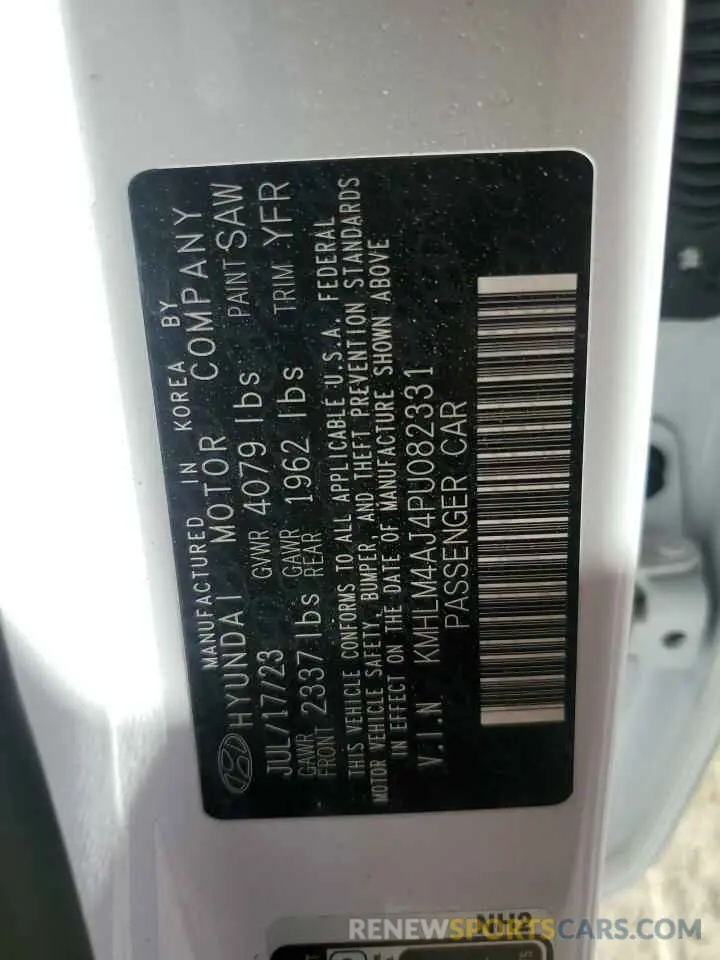 MANUFACTURED IN KOREA BY
HYUNDAI MOTOR COMPANY
JUL/17/23 GVWR 4079 lbs PAINT SAW
GAWR FRONT 2337 lbs GAWR REAR 1962 lbs TRIM YFR
THIS VEHICLE CONFORMS TO ALL APPLICABLE U.S.A. FEDERAL
MOTOR VEHICLE SAFETY, BUMPER, AND THEFT PREVENTION STANDARDS
IN EFFECT ON THE DATE OF MANUFACTURE SHOWN ABOVE
V.I.N KMHLM4AJ4PU082331
PASSENGER CAR
NH2
RENEWSPORTSCARS.COM